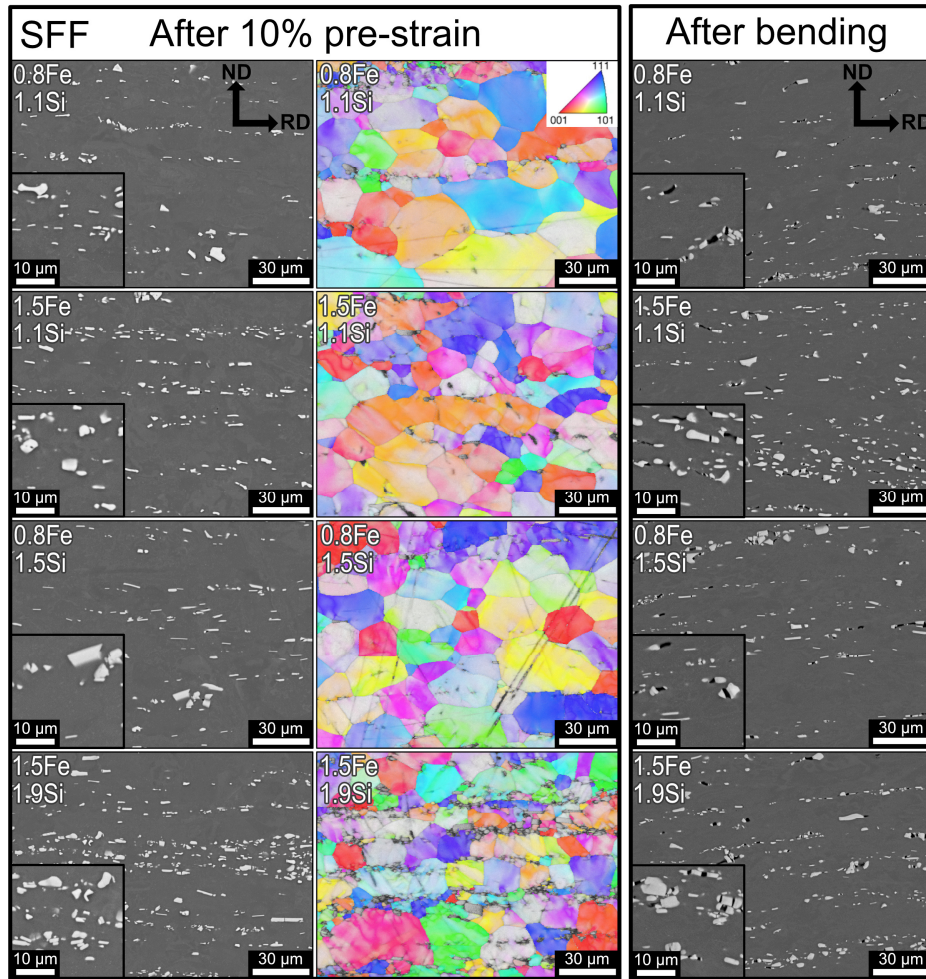 SFF After 10% pre-strain
After bending
0.8Fe
1.1Si
ND
RD
10 µm
30 µm
0.8Fe
1.1Si
111
001
101
30 µm
0.8Fe
1.1Si
ND
RD
10 µm
30 µm
1.5Fe
1.1Si
10 µm
30 µm
1.5Fe
1.1Si
30 µm
1.5Fe
1.1Si
10 µm
30 µm
0.8Fe
1.5Si
10 µm
30 µm
0.8Fe
1.5Si
30 µm
0.8Fe
1.5Si
10 µm
30 µm
1.5Fe
1.9Si
10 µm
30 µm
1.5Fe
1.9Si
30 µm
1.5Fe
1.9Si
10 µm
30 µm